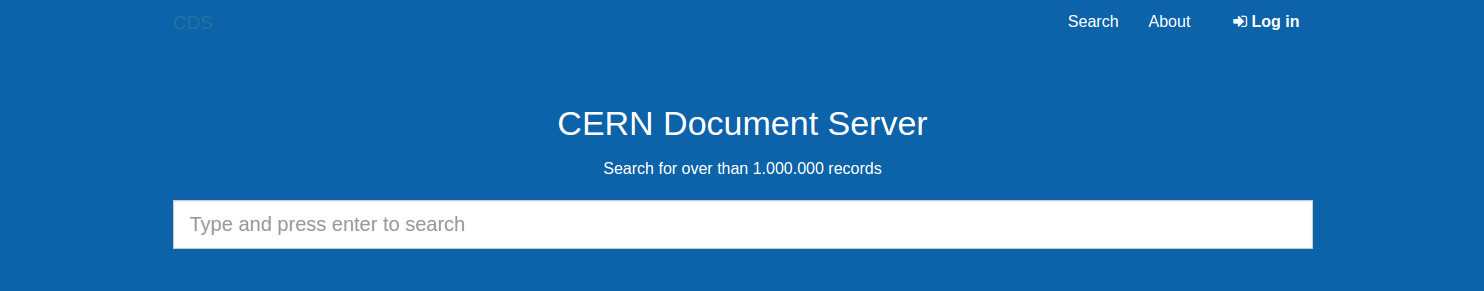 CDS
Search About Log in
CERN Document Server
Search for over than 1.000.000 records
Type and press enter to search